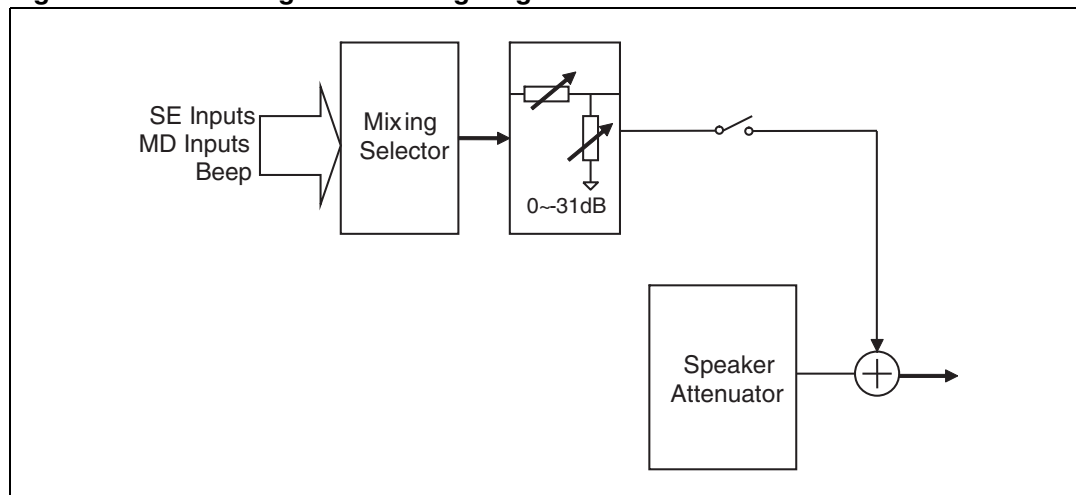 SE Inputs
MD Inputs
Beep
Mixing
Selector
0~-31dB
Speaker
Attenuator